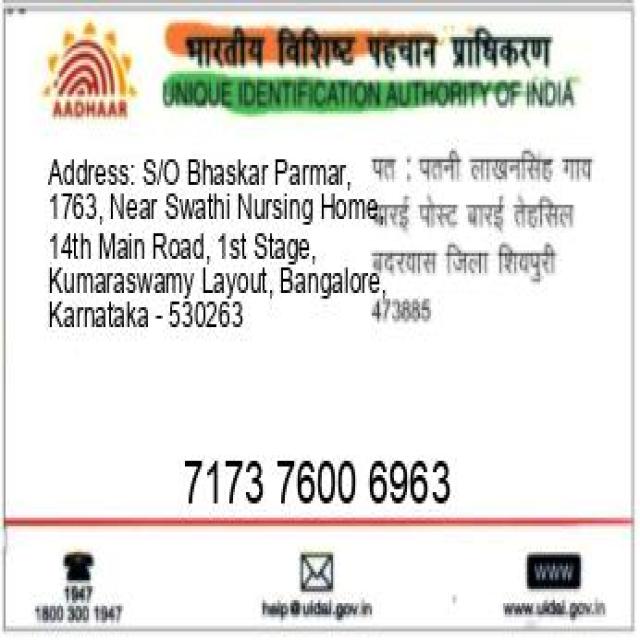 भारतीय विशिष्ट पहचान प्राधिकरण
UNIQUE IDENTIFICATION AUTHORITY OF INDIA
AADHAAR
Address: S/O Bhaskar Parmar,
1763, Near Swathi Nursing Home,
14th Main Road, 1st Stage,
Kumaraswamy Layout, Bangalore,
Karnataka - 530263
पत : पतनी लाखनसिंह गाव
बारई पोस्ट बारई तेहसिल
बदरवास जिला शिवपुरी
473885
7173 7600 6963
1947
1800 300 1947
help@uidai.gov.in
WWW
www.uidai.gov.in